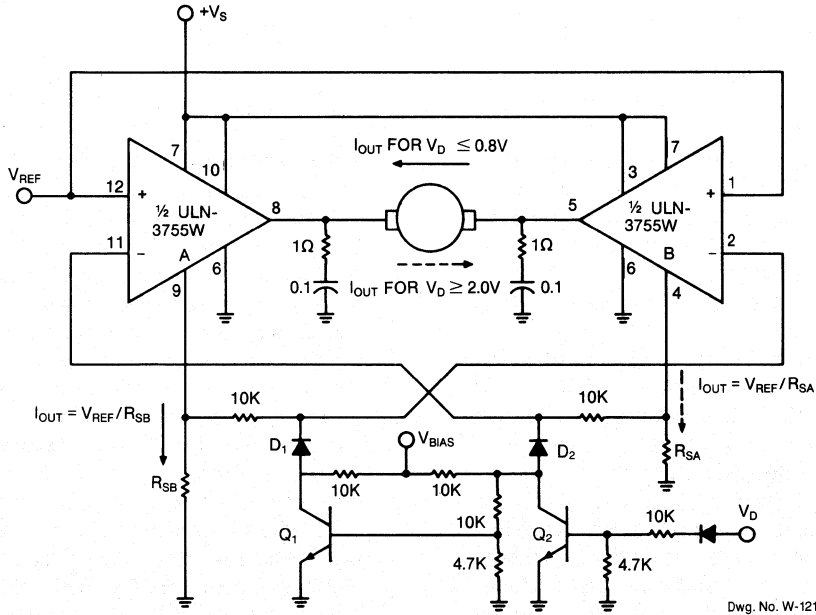 +VS
7
10
IOUT FOR VD ≤ 0.8V
3
7
VREF
12
+
½ ULN-
3755W
8
5
½ ULN-
3755W
+
1
11
−
A
6
1Ω
1Ω
6
B
−
2
9
4
0.1
IOUT FOR VD ≥ 2.0V
0.1
IOUT = VREF/RSB
10K
10K
IOUT = VREF/RSA
D1
VBIAS
D2
RSB
10K
10K
RSA
Q1
10K
Q2
10K
VD
4.7K
4.7K
Dwg. No. W-121